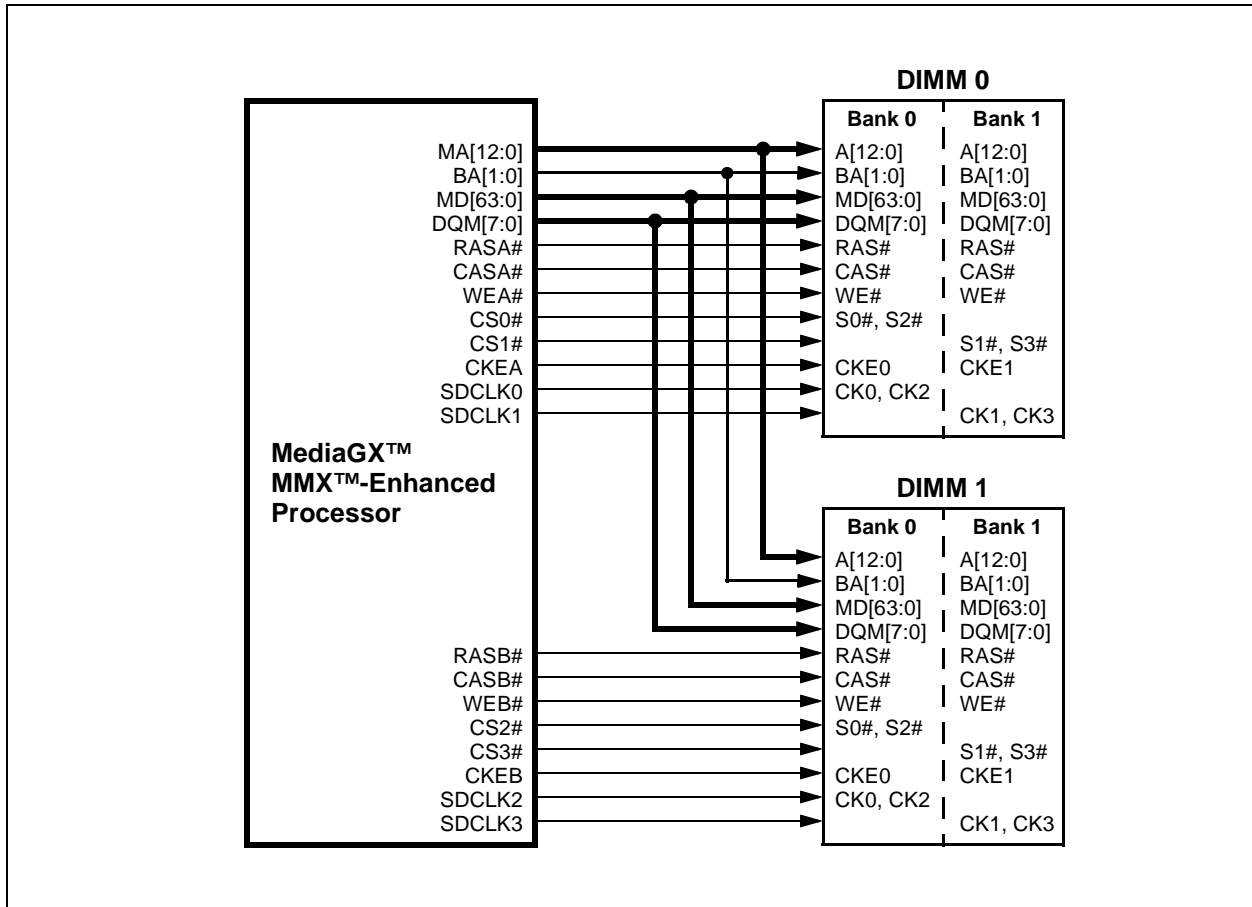 DIMM 0
Bank 0 Bank 1
MA[12:0] A[12:0] A[12:0]
BA[1:0] BA[1:0] BA[1:0]
MD[63:0] MD[63:0] MD[63:0]
DQM[7:0] DQM[7:0] DQM[7:0]
RASA# RAS# RAS#
CASA# CAS# CAS#
WEA# WE# WE#
CS0# S0#, S2#
CS1# S1#, S3#
CKEA CKE0 CKE1
SDCLK0 CK0, CK2
SDCLK1 CK1, CK3
MediaGX™
MMX™-Enhanced
Processor
DIMM 1
Bank 0 Bank 1
A[12:0] A[12:0]
BA[1:0] BA[1:0]
MD[63:0] MD[63:0]
DQM[7:0] DQM[7:0]
RASB# RAS# RAS#
CASB# CAS# CAS#
WEB# WE# WE#
CS2# S0#, S2#
CS3# S1#, S3#
CKEB CKE0 CKE1
SDCLK2 CK0, CK2
SDCLK3 CK1, CK3